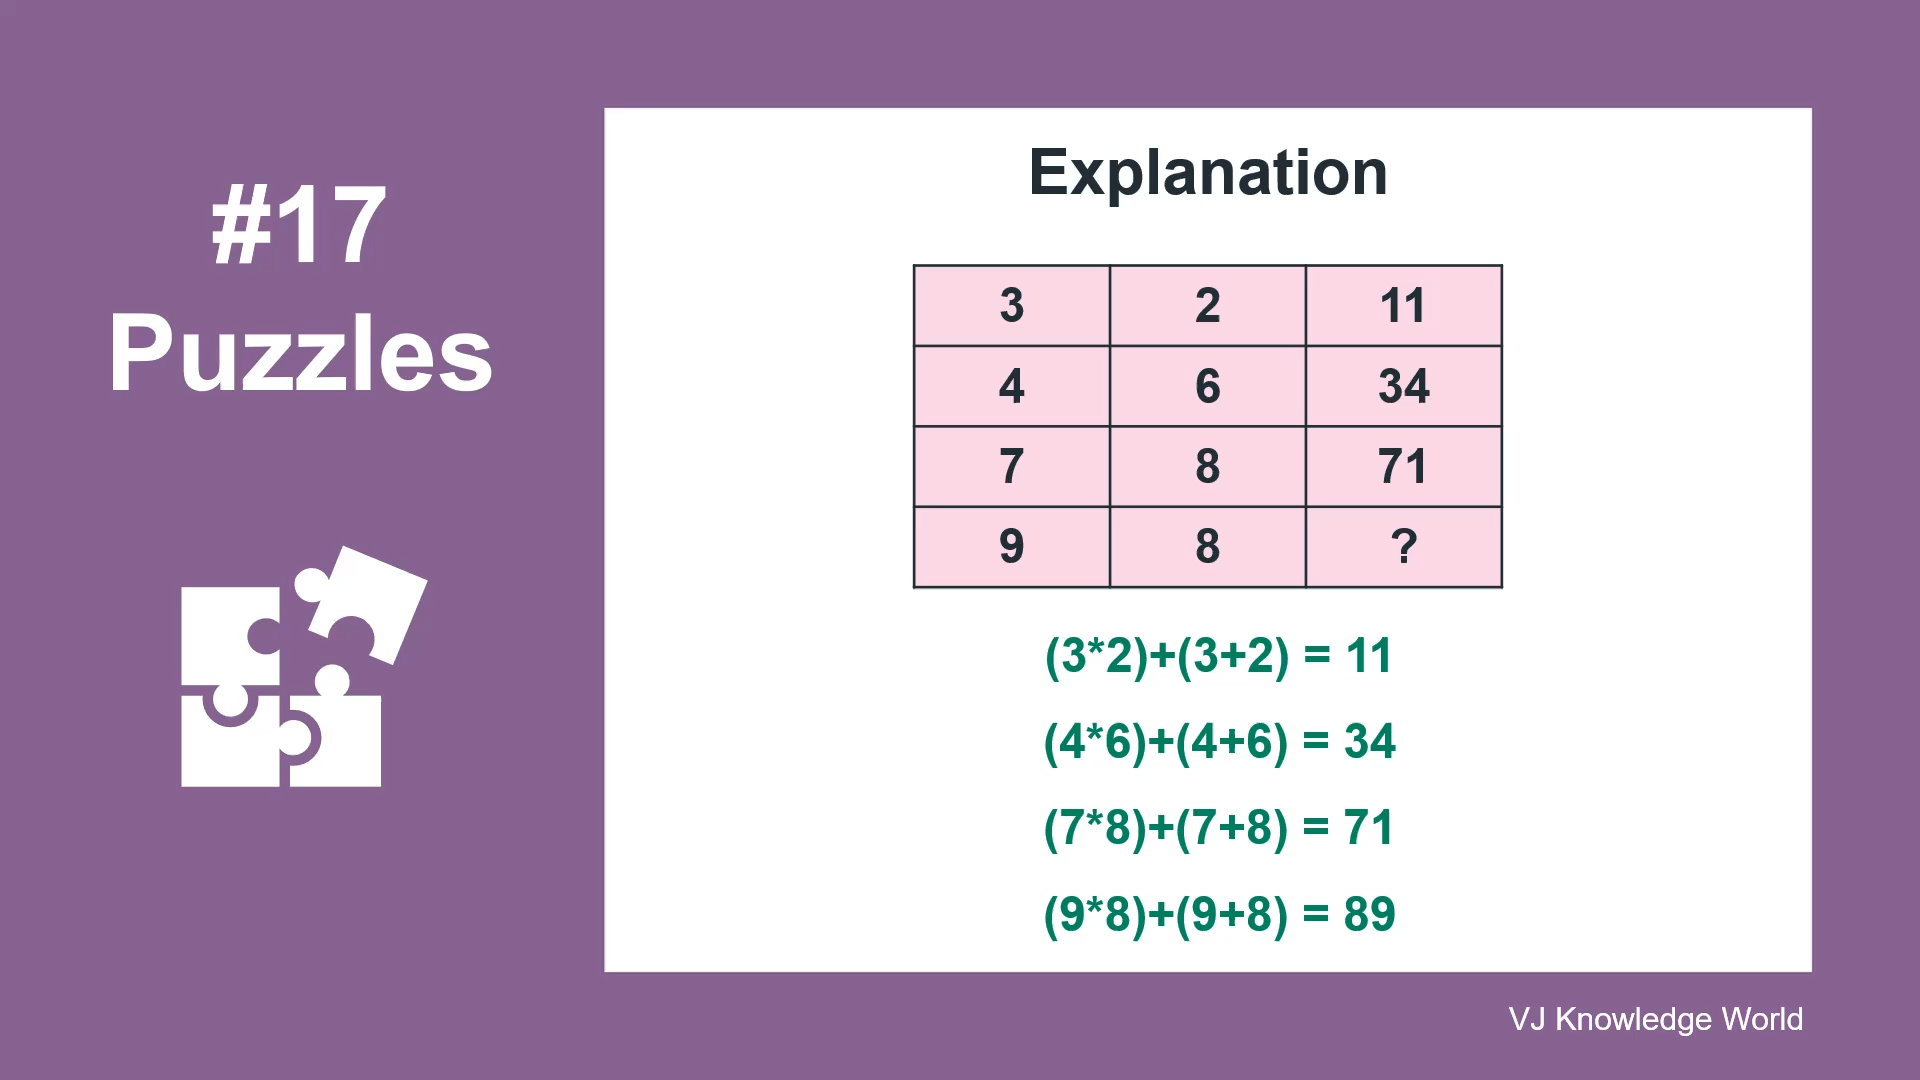 #17
Puzzles
Explanation
3 2 11
4 6 34
7 8 71
9 8 ?
(3*2)+(3+2) = 11
(4*6)+(4+6) = 34
(7*8)+(7+8) = 71
(9*8)+(9+8) = 89
VJ Knowledge World